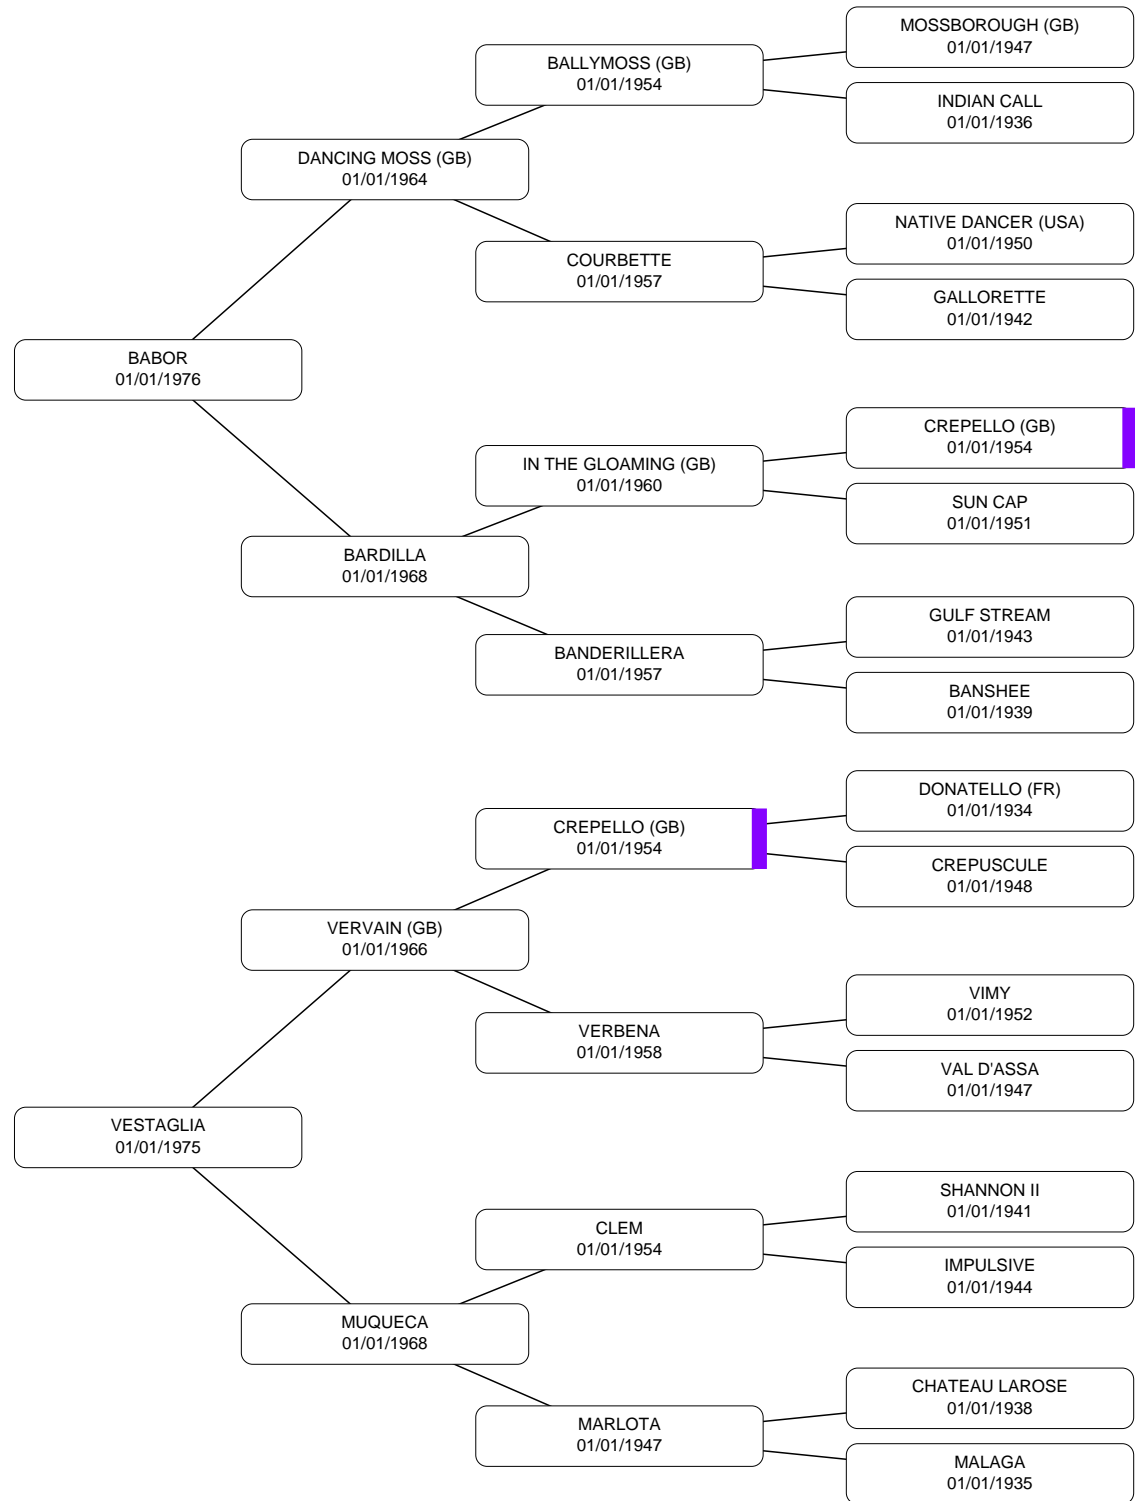 MOSSBOROUGH (GB)
01/01/1947
BALLYMOSS (GB)
01/01/1954
INDIAN CALL
01/01/1936
DANCING MOSS (GB)
01/01/1964
NATIVE DANCER (USA)
01/01/1950
COURBETTE
01/01/1957
GALLORETTE
01/01/1942
BABOR
01/01/1976
CREPELLO (GB)
01/01/1954
IN THE GLOAMING (GB)
01/01/1960
SUN CAP
01/01/1951
BARDILLA
01/01/1968
GULF STREAM
01/01/1943
BANDERILLERA
01/01/1957
BANSHEE
01/01/1939
DONATELLO (FR)
01/01/1934
CREPELLO (GB)
01/01/1954
CREPUSCULE
01/01/1948
VERVAIN (GB)
01/01/1966
VIMY
01/01/1952
VERBENA
01/01/1958
VAL D'ASSA
01/01/1947
VESTAGLIA
01/01/1975
SHANNON II
01/01/1941
CLEM
01/01/1954
IMPULSIVE
01/01/1944
MUQUECA
01/01/1968
CHATEAU LAROSE
01/01/1938
MARLOTA
01/01/1947
MALAGA
01/01/1935